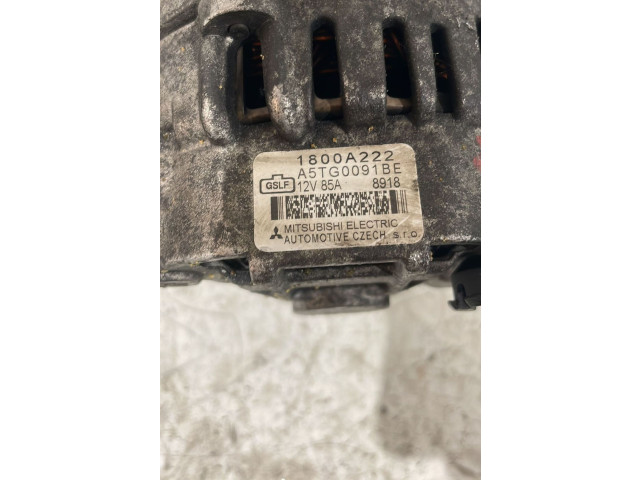 1800A222
A5TG0091BE
GSLF 12V 85A 8918
MITSUBISHI ELECTRIC
AUTOMOTIVE CZECH s.r.o.